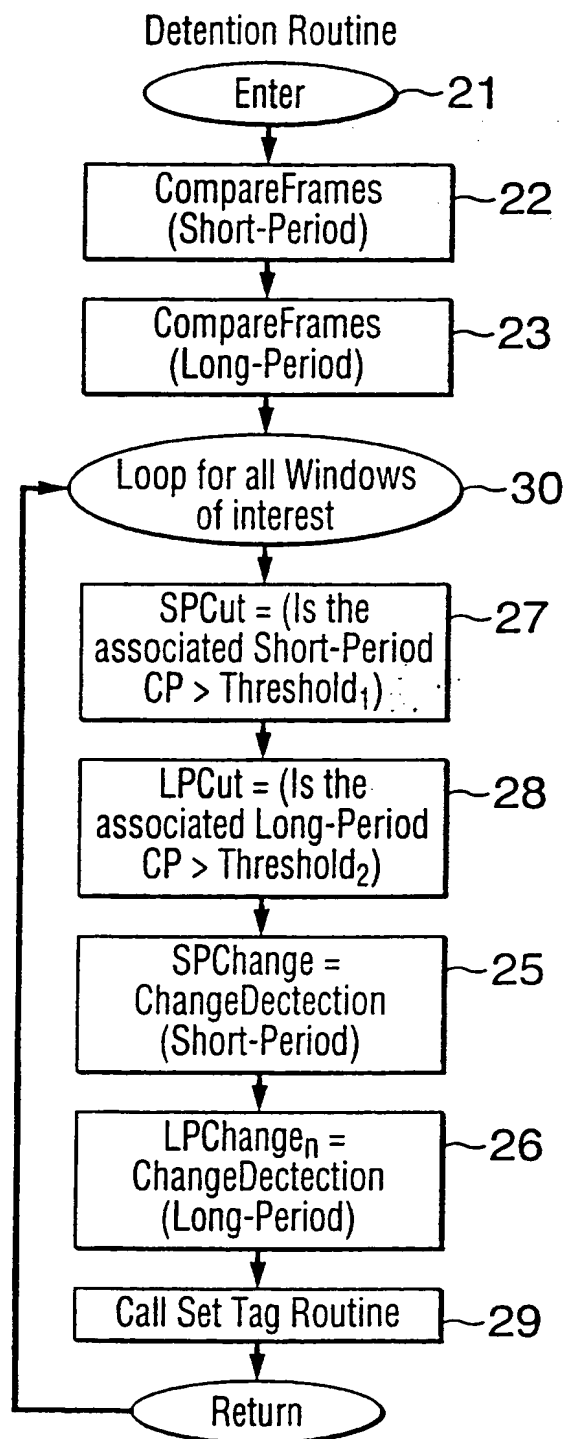 Detention Routine
Enter
21
CompareFrames
(Short-Period)
22
CompareFrames
(Long-Period)
23
Loop for all Windows
of interest
30
SPCut = (Is the
associated Short-Period
CP > Threshold₁)
27
LPCut = (Is the
associated Long-Period
CP > Threshold₂)
28
SPChange =
ChangeDectection
(Short-Period)
25
LPChangeₙ =
ChangeDectection
(Long-Period)
26
Call Set Tag Routine
29
Return